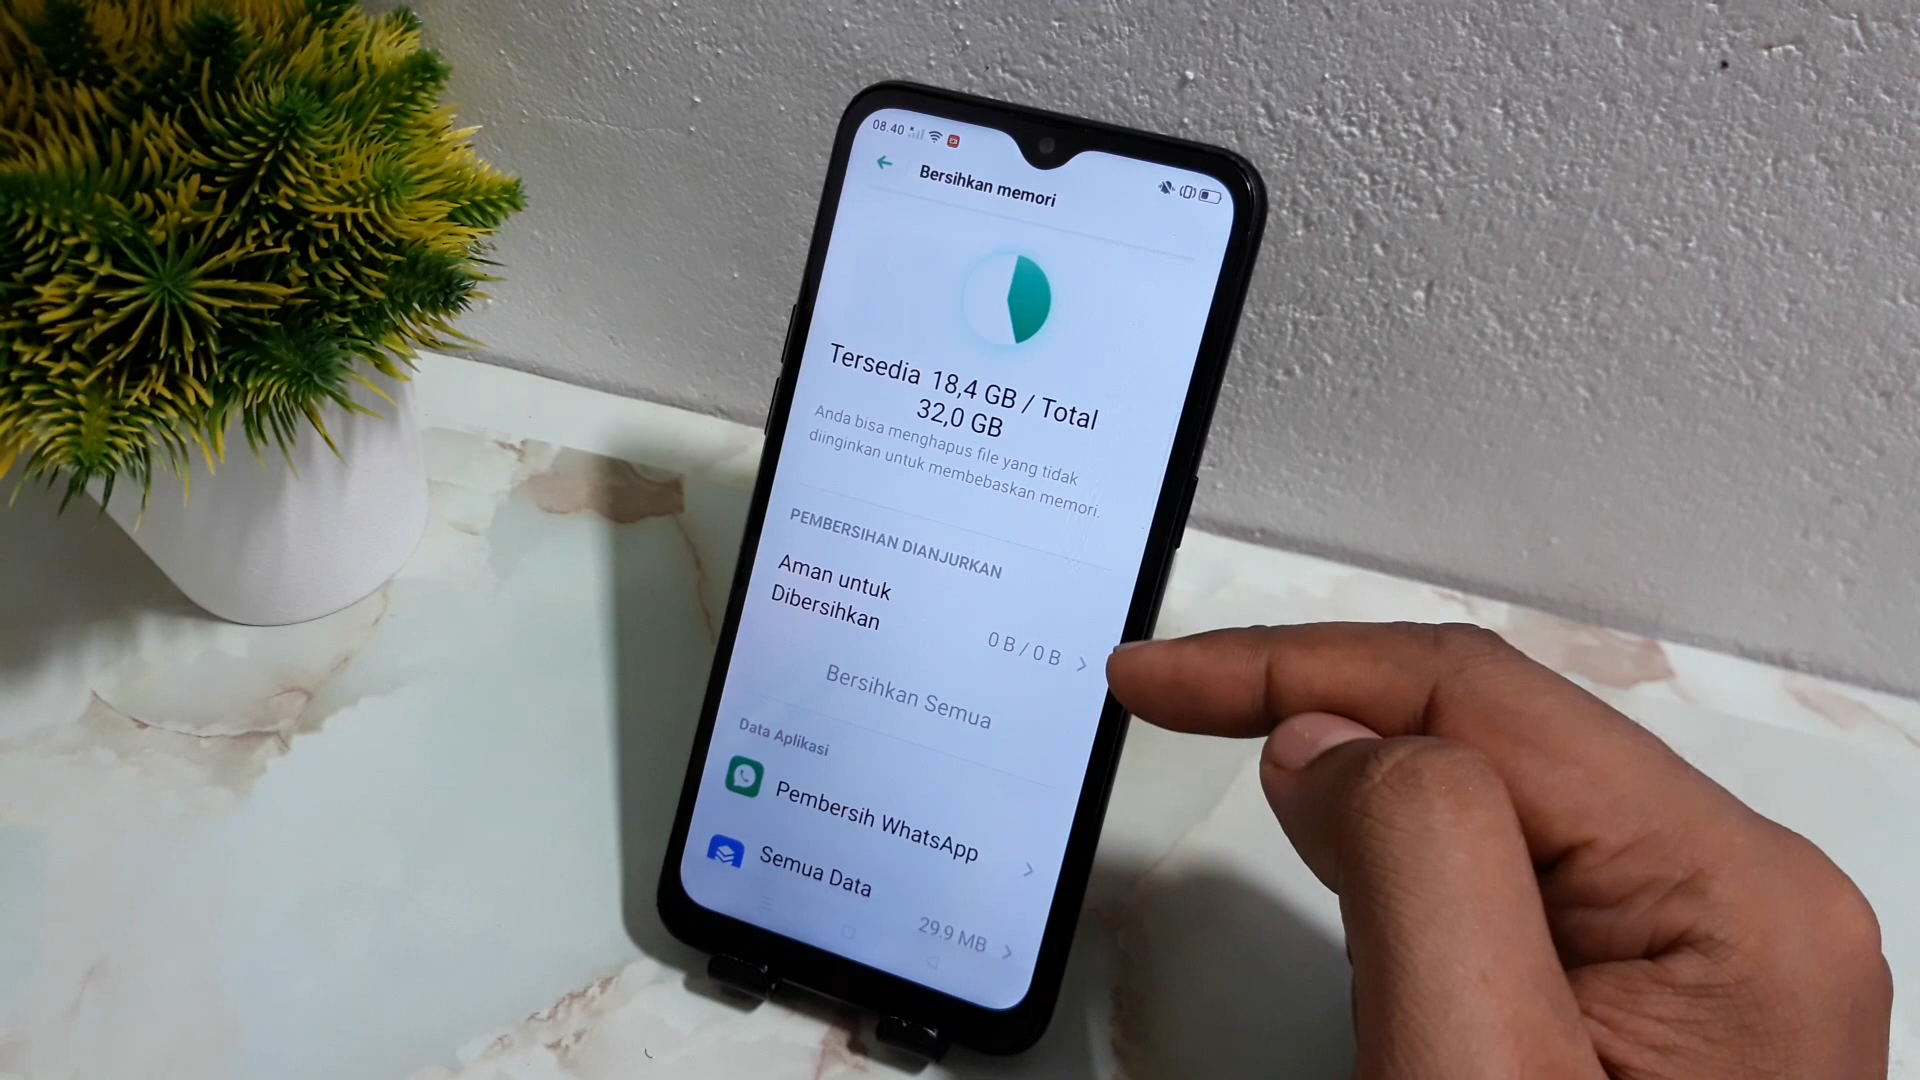 08.40
Bersihkan memori
Tersedia 18,4 GB / Total
32,0 GB
Anda bisa menghapus file yang tidak
diinginkan untuk membebaskan memori.
PEMBERSIHAN DIANJURKAN
Aman untuk
Dibersihkan
0 B / 0 B
Bersihkan Semua
Data Aplikasi
Pembersih WhatsApp
Semua Data
29.9 MB